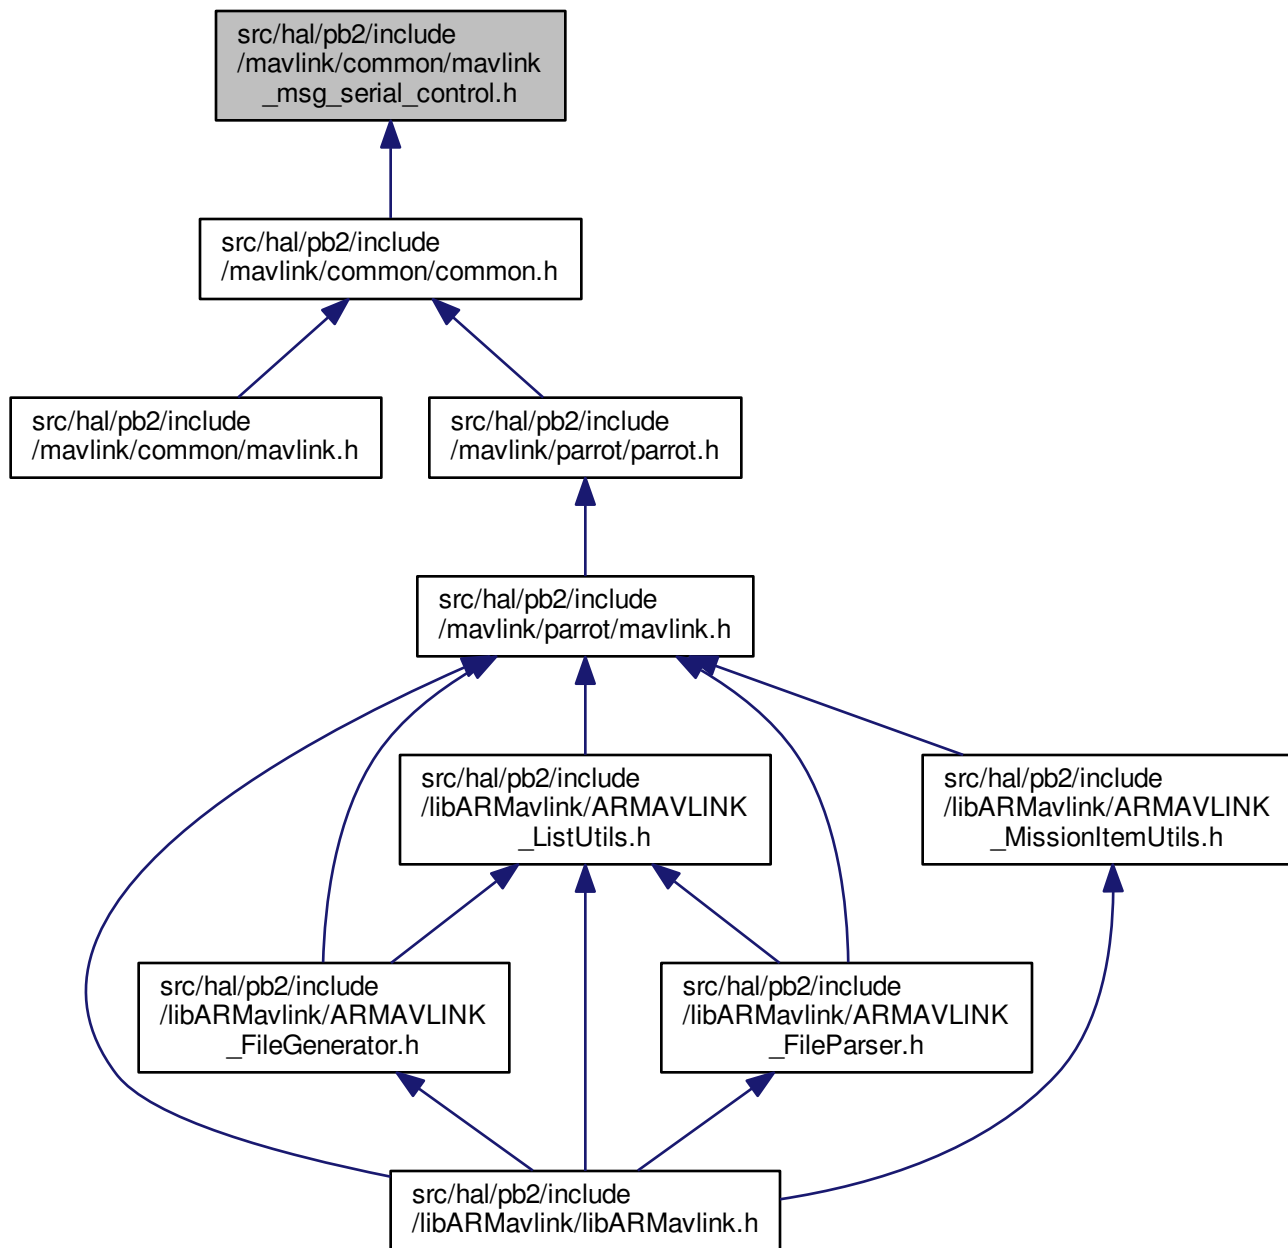 src/hal/pb2/include
/mavlink/common/mavlink
_msg_serial_control.h
src/hal/pb2/include
/mavlink/common/common.h
src/hal/pb2/include
/mavlink/common/mavlink.h
src/hal/pb2/include
/mavlink/parrot/parrot.h
src/hal/pb2/include
/mavlink/parrot/mavlink.h
src/hal/pb2/include
/libARMavlink/ARMAVLINK
_ListUtils.h
src/hal/pb2/include
/libARMavlink/ARMAVLINK
_MissionItemUtils.h
src/hal/pb2/include
/libARMavlink/ARMAVLINK
_FileGenerator.h
src/hal/pb2/include
/libARMavlink/ARMAVLINK
_FileParser.h
src/hal/pb2/include
/libARMavlink/libARMavlink.h